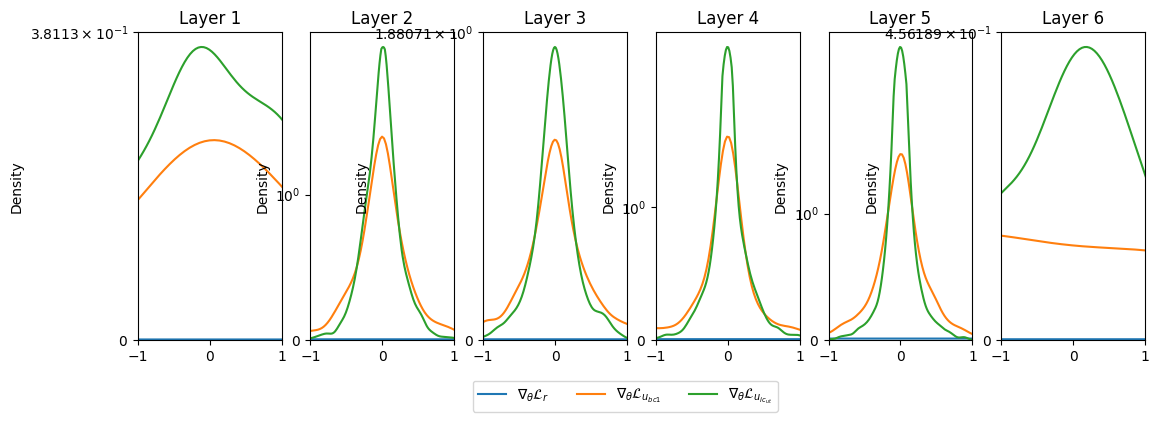 Layer 1
Layer 2
Layer 3
Layer 4
Layer 5
Layer 6
3.8113 × 10⁻¹
1.88071 × 10⁰
4.56189 × 10⁻¹
Density
Density
Density
Density
Density
Density
10⁰
10⁰
10⁰
0
0
0
0
0
0
−1 0 1
−1 0 1
−1 0 1
−1 0 1
−1 0 1
−1 0 1
∇θℒr
∇θℒu_bc1
∇θℒu_ic_ut